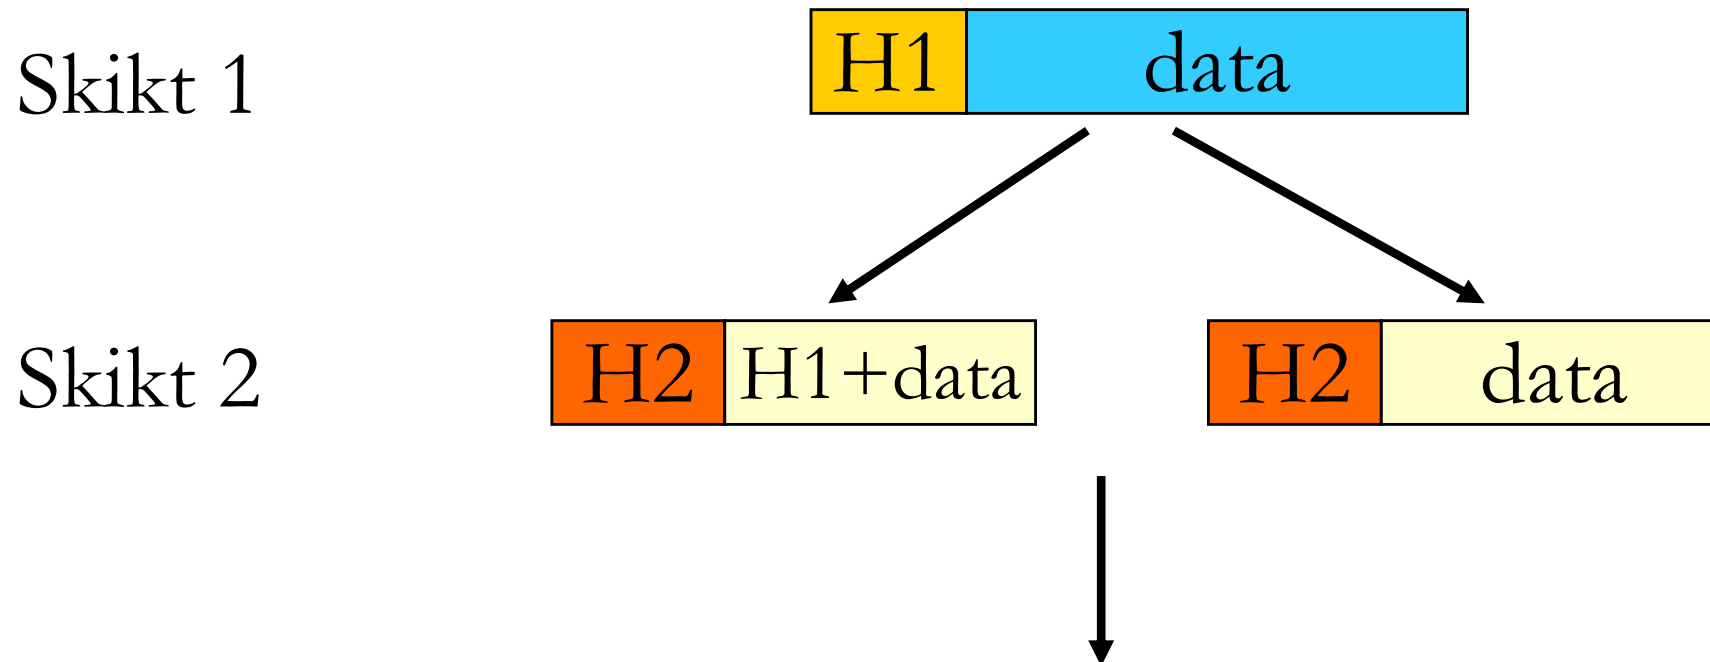 Skikt 1 H1 data
Skikt 2 H2 H1+data H2 data